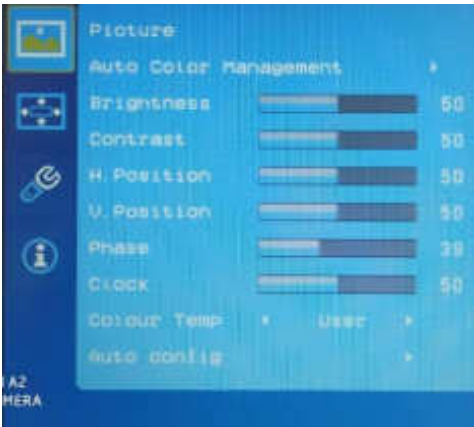 Picture
Auto Color Management
Brightness 50
Contrast 50
H. Position 50
V. Position 50
Phase 39
Clock 50
Colour Temp User
Auto config
A2
MERA